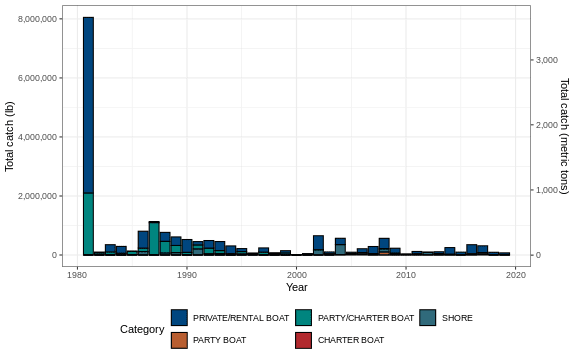 8,000,000
6,000,000
4,000,000
2,000,000
0
Total catch (lb)
3,000
2,000
1,000
0
Total catch (metric tons)
1980 1990 2000 2010 2020
Year
Category
PRIVATE/RENTAL BOAT PARTY/CHARTER BOAT SHORE
PARTY BOAT CHARTER BOAT